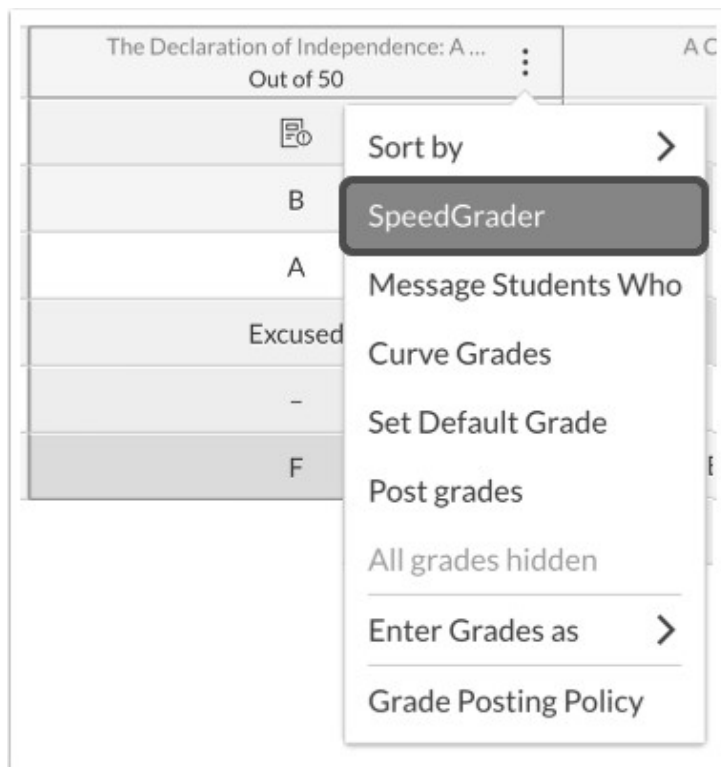 The Declaration of Independence: A ...
Out of 50
A C
B
A
Excused
–
F
Sort by
SpeedGrader
Message Students Who
Curve Grades
Set Default Grade
Post grades
All grades hidden
Enter Grades as
Grade Posting Policy